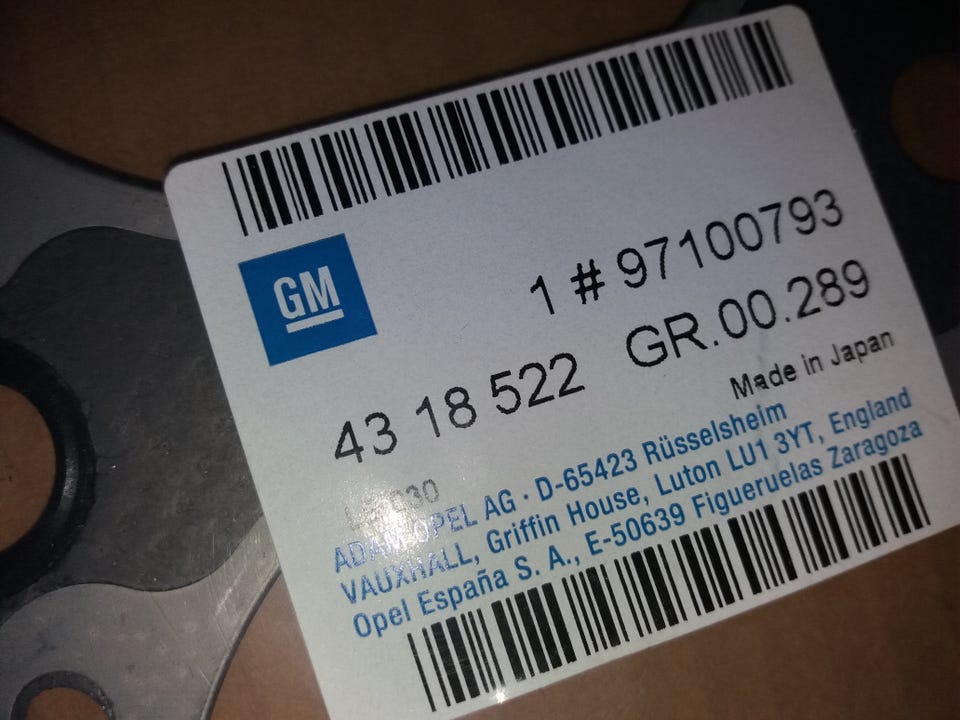 GM
1 # 97100793
43 18 522 GR.00.289
Made in Japan
ADAM OPEL AG · D-65423 Rüsselsheim
VAUXHALL, Griffin House, Luton LU1 3YT, England
Opel España S. A., E-50639 Figueruelas Zaragoza